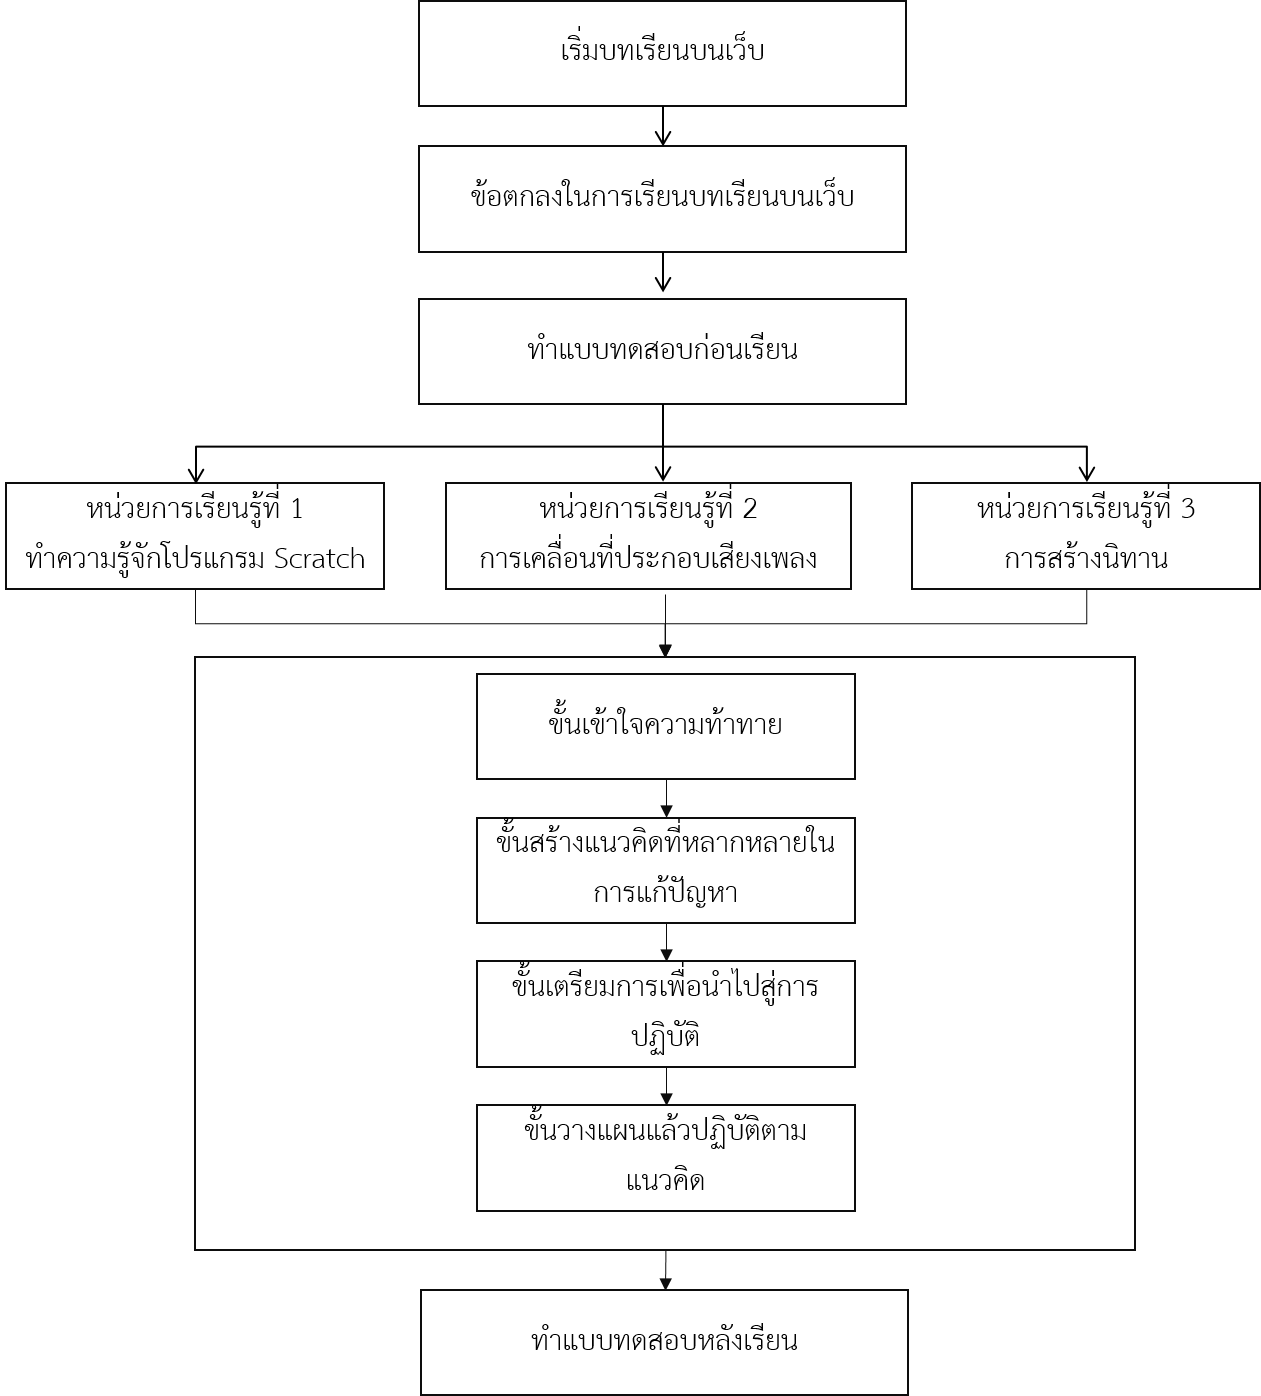 เริ่มบทเรียนบนเว็บ
ข้อตกลงในการเรียนบทเรียนบนเว็บ
ทำแบบทดสอบก่อนเรียน
หน่วยการเรียนรู้ที่ 1
ทำความรู้จักโปรแกรม Scratch
หน่วยการเรียนรู้ที่ 2
การเคลื่อนที่ประกอบเสียงเพลง
หน่วยการเรียนรู้ที่ 3
การสร้างนิทาน
ขั้นเข้าใจความท้าทาย
ขั้นสร้างแนวคิดที่หลากหลายใน
การแก้ปัญหา
ขั้นเตรียมการเพื่อนำไปสู่การ
ปฏิบัติ
ขั้นวางแผนแล้วปฏิบัติตาม
แนวคิด
ทำแบบทดสอบหลังเรียน